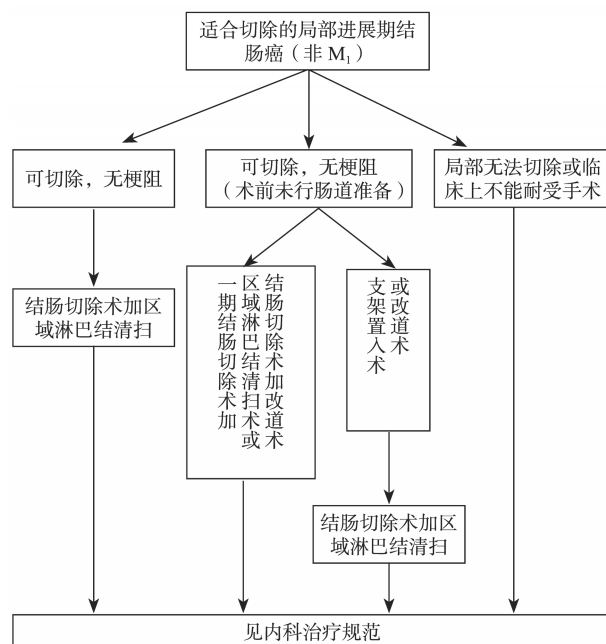 适合切除的局部进展期结
肠癌（非 M1）
可切除，无梗阻
可切除，无梗阻
（术前未行肠道准备）
局部无法切除或临
床上不能耐受手术
结肠切除术加区
域淋巴结清扫
一期结肠切除术加
区域淋巴结清扫术或
结肠切除术加改道术
支架置入术
或改道术
结肠切除术加区
域淋巴结清扫
见内科治疗规范